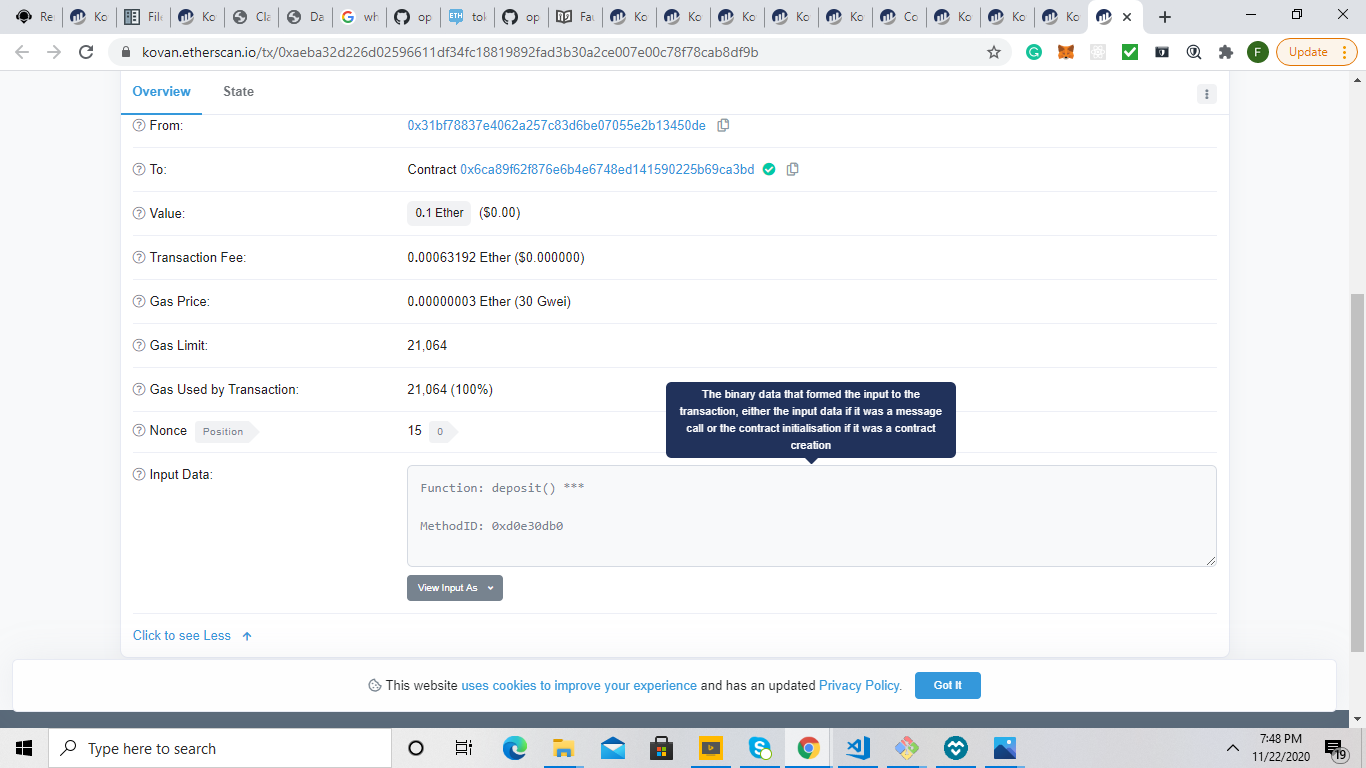 Re
Ko
File
Ko
Cla
Da
wh
op
tok
op
Fau
Ko
Ko
Ko
Ko
Ko
Co
Ko
Ko
Ko
kovan.etherscan.io/tx/0xaeba32d226d02596611df34fc18819892fad3b30a2ce007e00c78f78cab8df9b
F
Update
Overview State
From: 0x31bf78837e4062a257c83d6be07055e2b13450de
To: Contract 0x6ca89f62f876e6b4e6748ed141590225b69ca3bd
Value: 0.1 Ether ($0.00)
Transaction Fee: 0.00063192 Ether ($0.000000)
Gas Price: 0.00000003 Ether (30 Gwei)
Gas Limit: 21,064
Gas Used by Transaction: 21,064 (100%)
The binary data that formed the input to the
transaction, either the input data if it was a message
call or the contract initialisation if it was a contract
creation
Nonce Position 15 0
Input Data:
Function: deposit() ***
MethodID: 0xd0e30db0
View Input As
Click to see Less
This website uses cookies to improve your experience and has an updated Privacy Policy. Got It
Type here to search
7:48 PM
11/22/2020
19